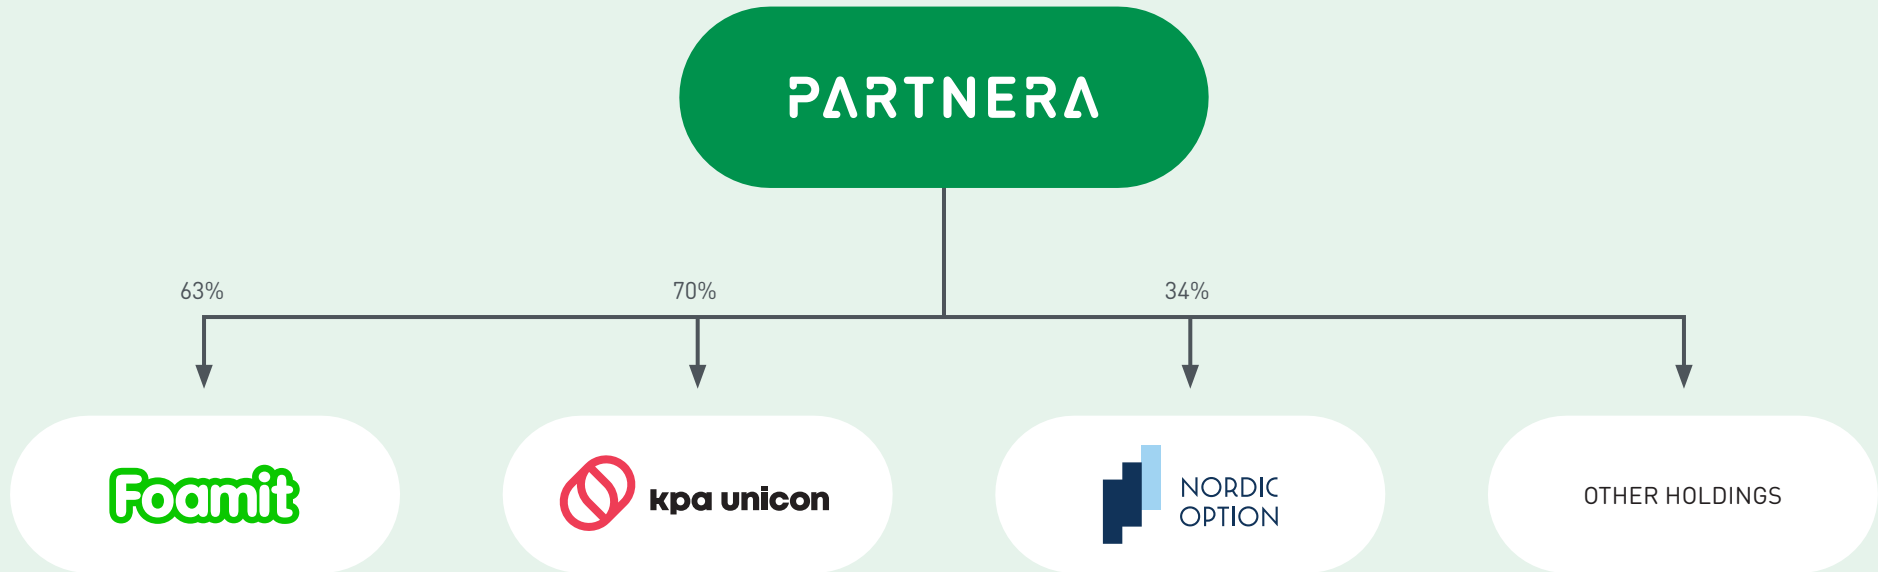 PARTNERA
63%
70%
34%
Foamit
kpa unicon
NORDIC
OPTION
OTHER HOLDINGS